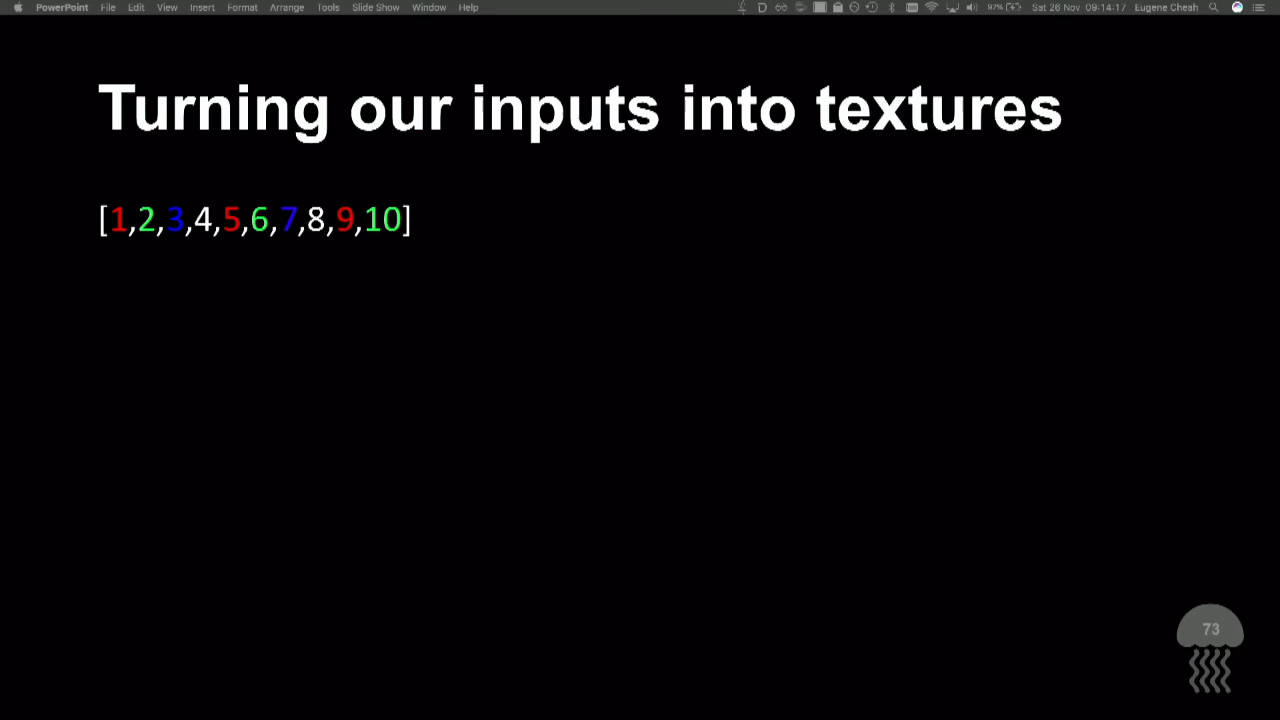 PowerPoint File Edit View Insert Format Arrange Tools Slide Show Window Help 97% Sat 26 Nov 09:14:17 Eugene Cheah
Turning our inputs into textures
[1,2,3,4,5,6,7,8,9,10]
73